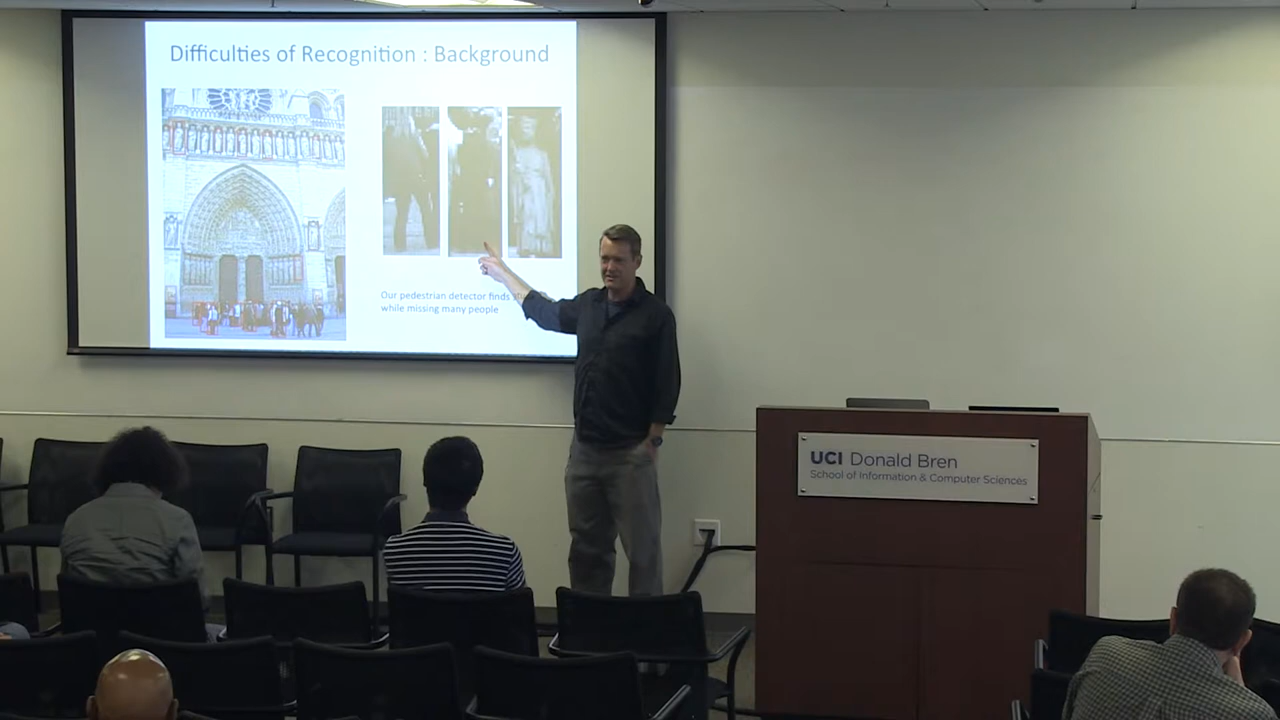 Difficulties of Recognition : Background
Our pedestrian detector finds
while missing many people
UCI Donald Bren
School of Information & Computer Sciences